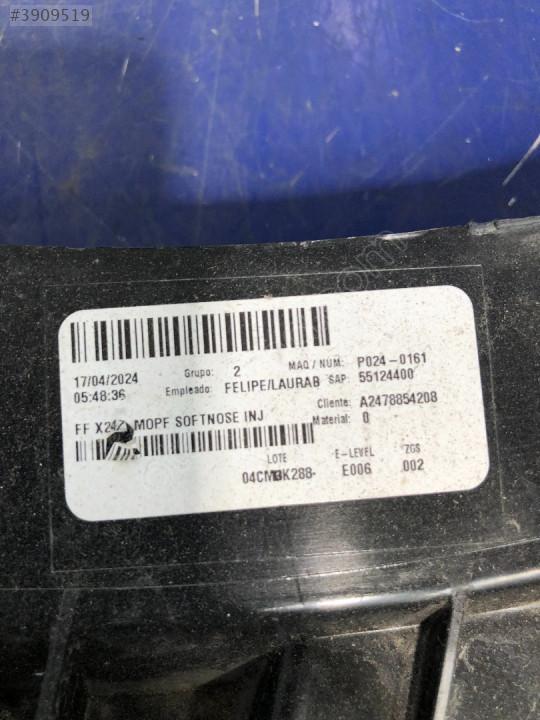 #3909519
17/04/2024 Grupo: 2 MAQ / NUM: P024-0161
05:48:36 Empleado: FELIPE/LAURAB SAP: 55124400
Cliente: A2478854208
FF MOPF SOFTNOSE INJ Material: 0
LOTE E-LEVEL ZGS
E006 002